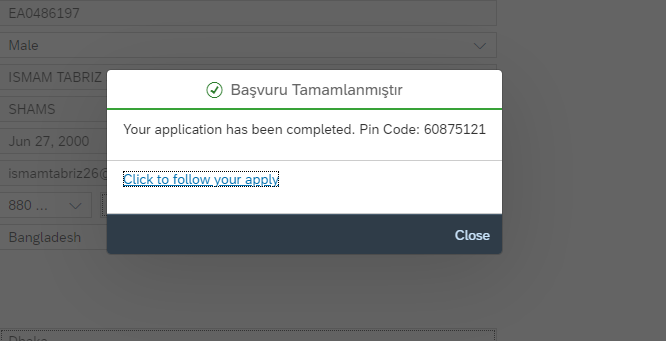 EA0486197
Male
ISMAM TABRIZ
Başvuru Tamamlanmıştır
SHAMS
Your application has been completed. Pin Code: 60875121
Jun 27, 2000
ismamtabriz26@
Click to follow your apply
880 ...
Bangladesh
Close
Dhaka